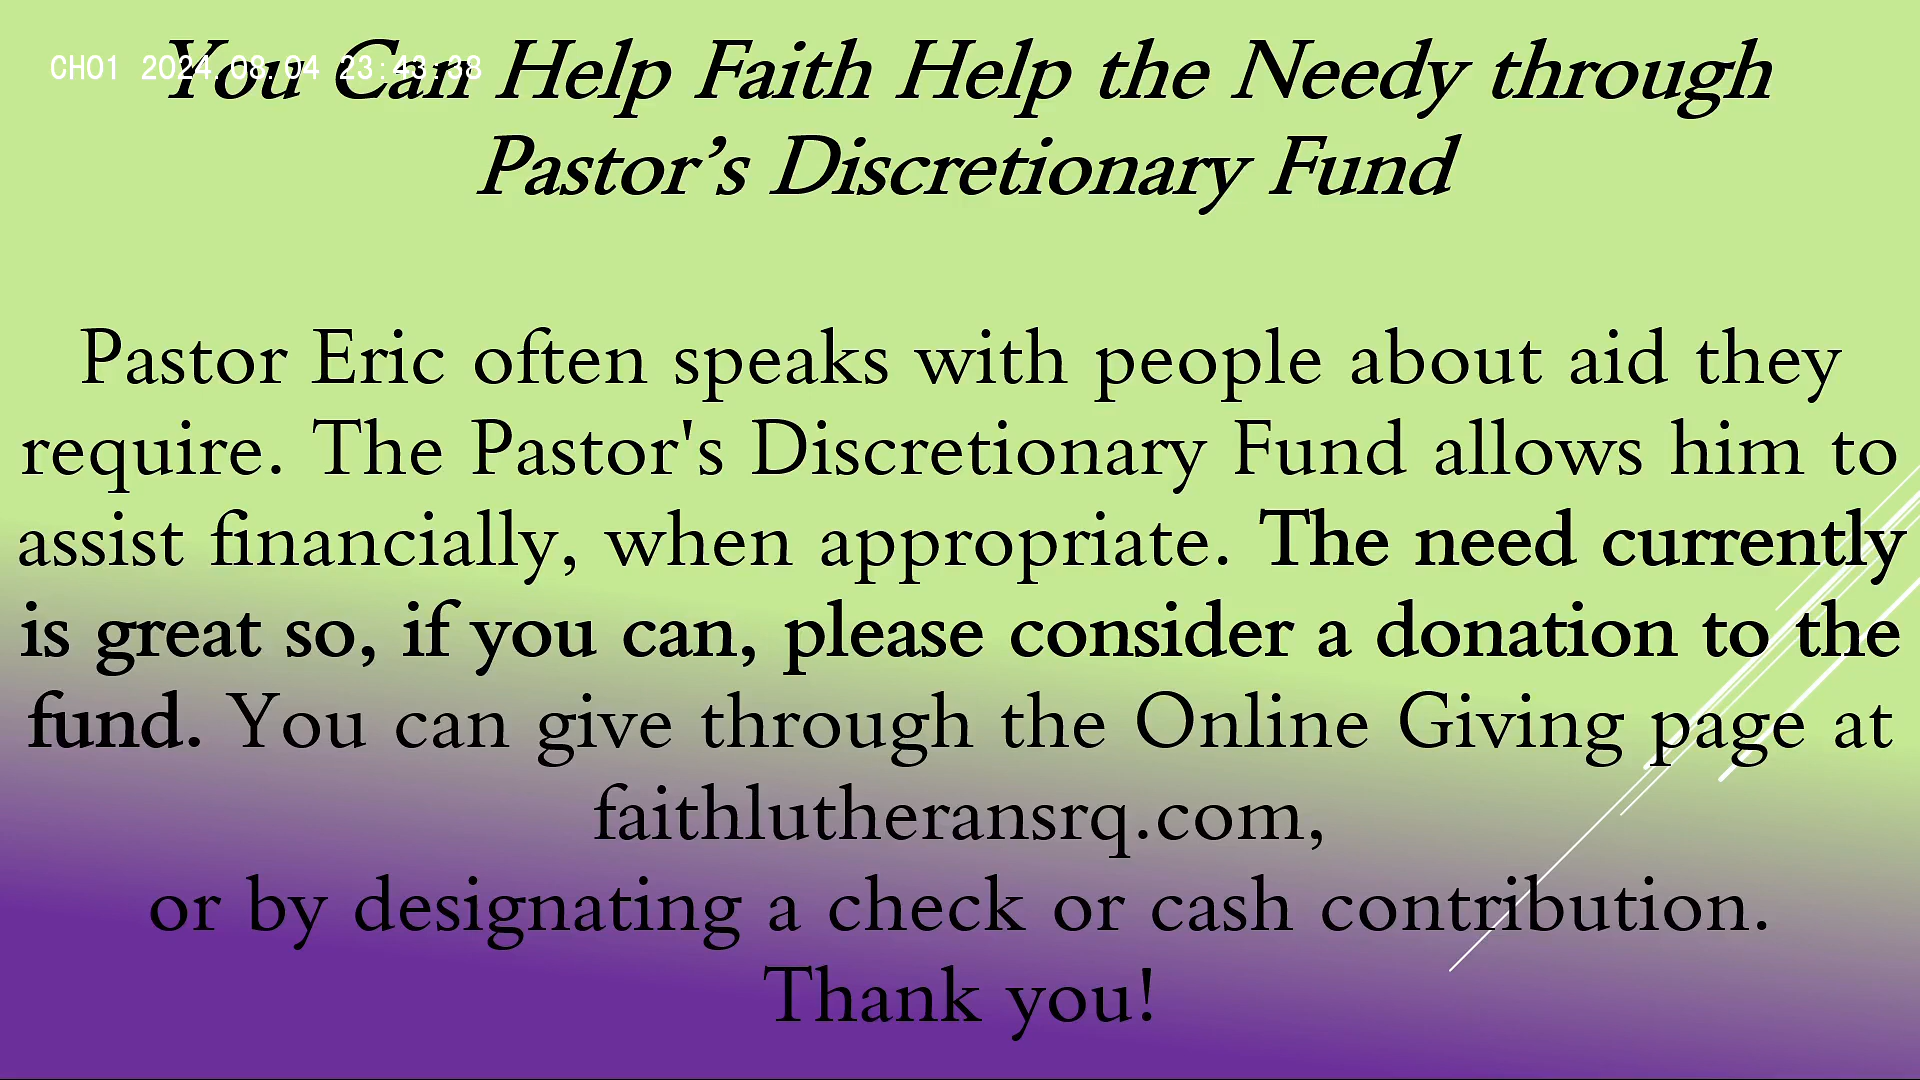 CH01 2024.08.04 23:43:38
You Can Help Faith Help the Needy through
Pastor’s Discretionary Fund
Pastor Eric often speaks with people about aid they
require. The Pastor's Discretionary Fund allows him to
assist financially, when appropriate. The need currently
is great so, if you can, please consider a donation to the
fund. You can give through the Online Giving page at
faithlutheransrq.com,
or by designating a check or cash contribution.
Thank you!